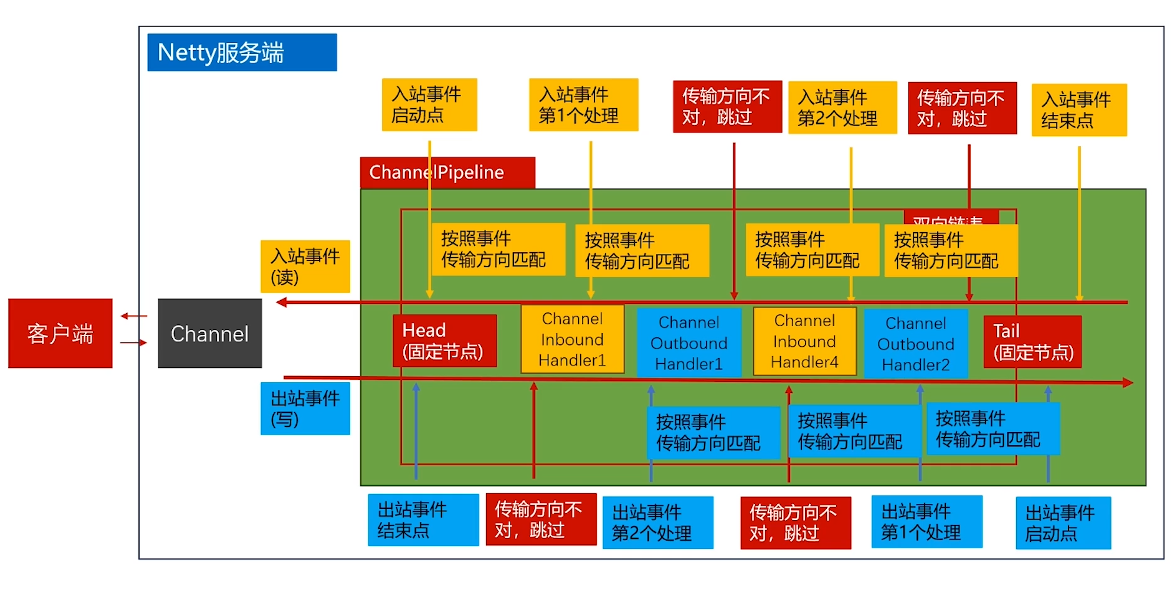 Netty服务端
入站事件
启动点
入站事件
第1个处理
传输方向不
对，跳过
入站事件
第2个处理
传输方向不
对，跳过
入站事件
结束点
ChannelPipeline
双向链表
按照事件
传输方向匹配
按照事件
传输方向匹配
按照事件
传输方向匹配
按照事件
传输方向匹配
入站事件
(读)
客户端
Channel
Head
(固定节点)
Channel
Inbound
Handler1
Channel
Outbound
Handler1
Channel
Inbound
Handler4
Channel
Outbound
Handler2
Tail
(固定节点)
出站事件
(写)
按照事件
传输方向匹配
按照事件
传输方向匹配
按照事件
传输方向匹配
出站事件
结束点
传输方向不
对，跳过
出站事件
第2个处理
传输方向不
对，跳过
出站事件
第1个处理
出站事件
启动点